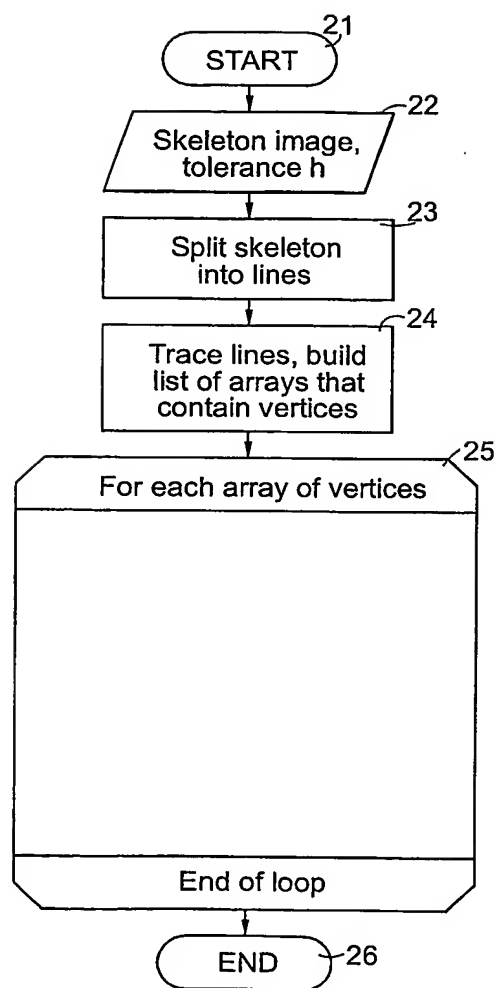 21
START
22
Skeleton image,
tolerance h
23
Split skeleton
into lines
24
Trace lines, build
list of arrays that
contain vertices
25
For each array of vertices
End of loop
END
26